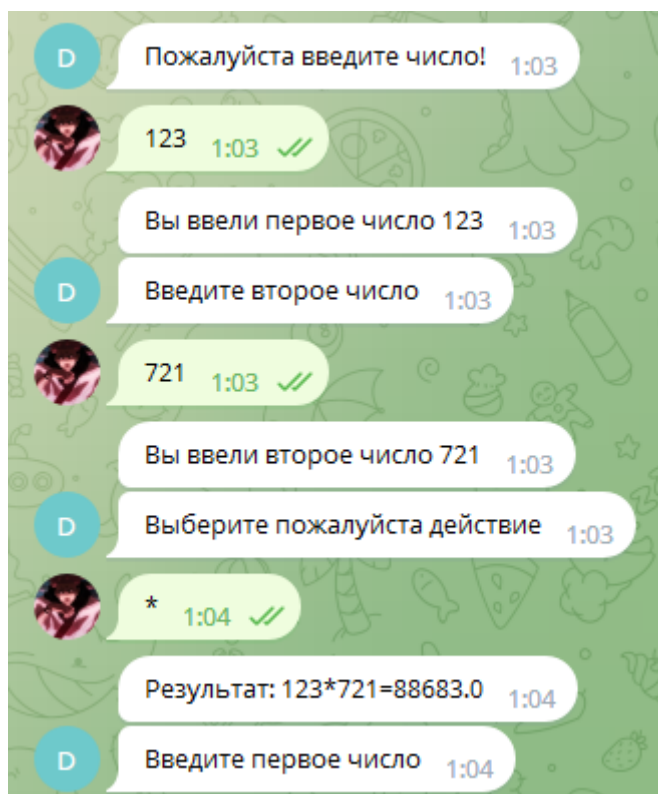 D
Пожалуйста введите число! 1:03
123 1:03
Вы ввели первое число 123 1:03
D
Введите второе число 1:03
721 1:03
Вы ввели второе число 721 1:03
D
Выберите пожалуйста действие 1:03
* 1:04
Результат: 123*721=88683.0 1:04
D
Введите первое число 1:04